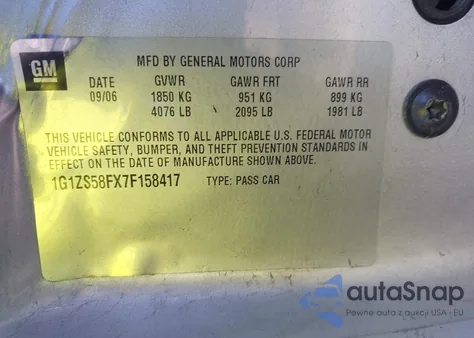 GM
MFD BY GENERAL MOTORS CORP
DATE GVWR GAWR FRT GAWR RR
09/06 1850 KG 951 KG 899 KG
4076 LB 2095 LB 1981 LB
THIS VEHICLE CONFORMS TO ALL APPLICABLE U.S. FEDERAL MOTOR
VEHICLE SAFETY, BUMPER, AND THEFT PREVENTION STANDARDS IN
EFFECT ON THE DATE OF MANUFACTURE SHOWN ABOVE.
1G1ZS58FX7F158417 TYPE: PASS CAR
autaSnap
Pewne auta z aukcji USA · EU